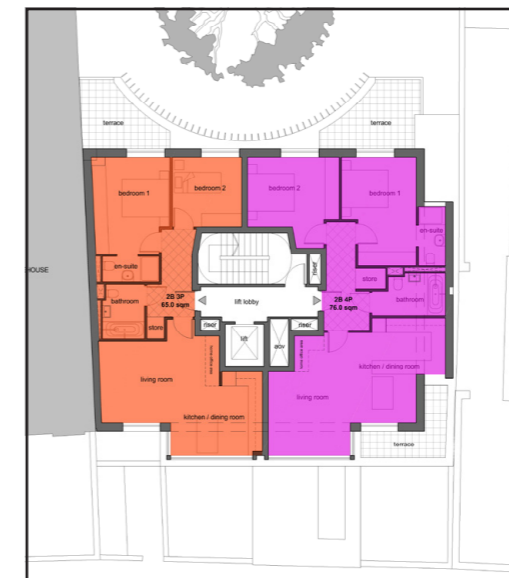 terrace
terrace
bedroom 1
bedroom 2
bedroom 2
bedroom 1
en-suite
en-suite
HOUSE
riser
store
bathroom
2B 3P
65.0 sqm
lift lobby
2B 4P
76.0 sqm
bathroom
store
riser
riser
lift
aov
living room
kitchen / dining room
kitchen / dining room
living room
terrace